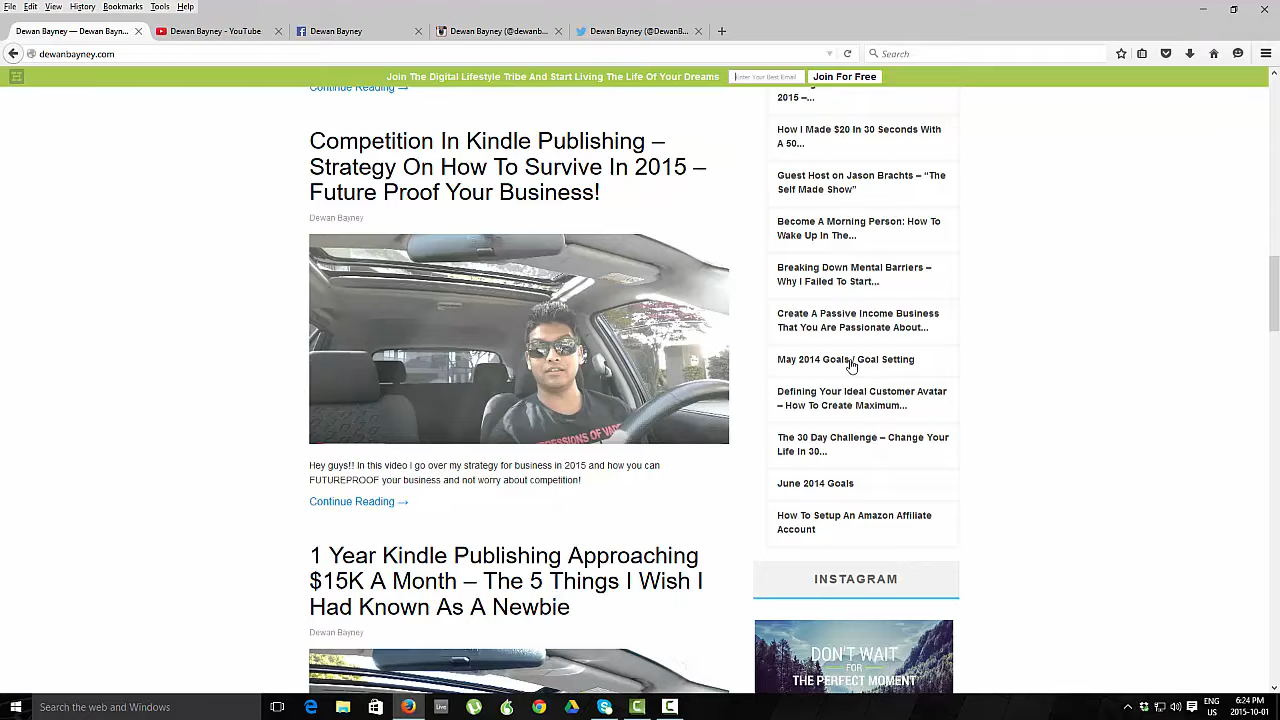 File Edit View History Bookmarks Tools Help
Dewan Bayney — Dewan Bayn...
Dewan Bayney - YouTube
Dewan Bayney
Dewan Bayney (@dewanb...
Dewan Bayney (@DewanB...
dewanbayney.com
Search
Join The Digital Lifestyle Tribe And Start Living The Life Of Your Dreams
Enter Your Best Email
Join For Free
Continue Reading →
Competition In Kindle Publishing –
Strategy On How To Survive In 2015 –
Future Proof Your Business!
Dewan Bayney
Hey guys!! In this video I go over my strategy for business in 2015 and how you can
FUTUREPROOF your business and not worry about competition!
Continue Reading →
1 Year Kindle Publishing Approaching
$15K A Month – The 5 Things I Wish I
Had Known As A Newbie
Dewan Bayney
2015 –...
How I Made $20 In 30 Seconds With
A 50...
Guest Host on Jason Brachts – “The
Self Made Show”
Become A Morning Person: How To
Wake Up In The...
Breaking Down Mental Barriers –
Why I Failed To Start...
Create A Passive Income Business
That You Are Passionate About...
May 2014 Goals / Goal Setting
Defining Your Ideal Customer Avatar
– How To Create Maximum...
The 30 Day Challenge – Change Your
Life In 30...
June 2014 Goals
How To Setup An Amazon Affiliate
Account
INSTAGRAM
DON'T WAIT
FOR
THE PERFECT MOMENT
Search the web and Windows
Live
ENG
US
6:24 PM
2015-10-01